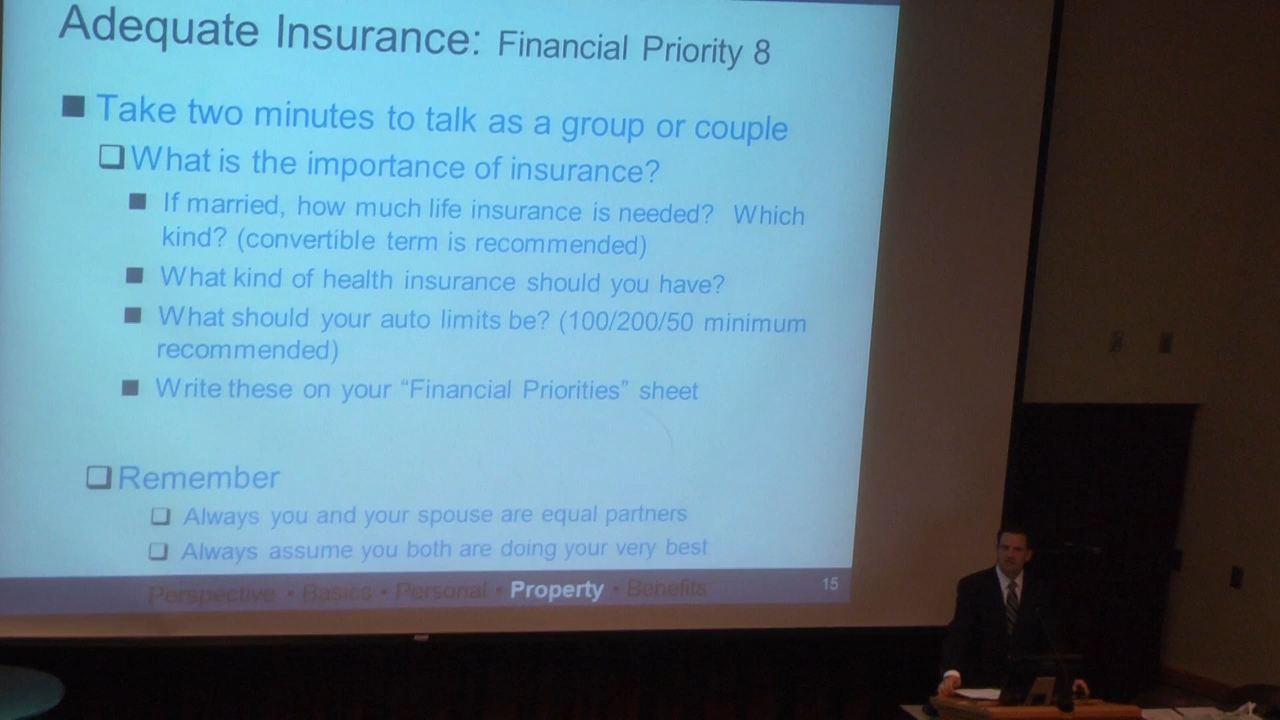 Adequate Insurance: Financial Priority 8
Take two minutes to talk as a group or couple
What is the importance of insurance?
If married, how much life insurance is needed? Which
kind? (convertible term is recommended)
What kind of health insurance should you have?
What should your auto limits be? (100/200/50 minimum
recommended)
Write these on your “Financial Priorities” sheet
Remember
Always you and your spouse are equal partners
Always assume you both are doing your very best
Perspective • Basics • Personal • Property • Benefits
15